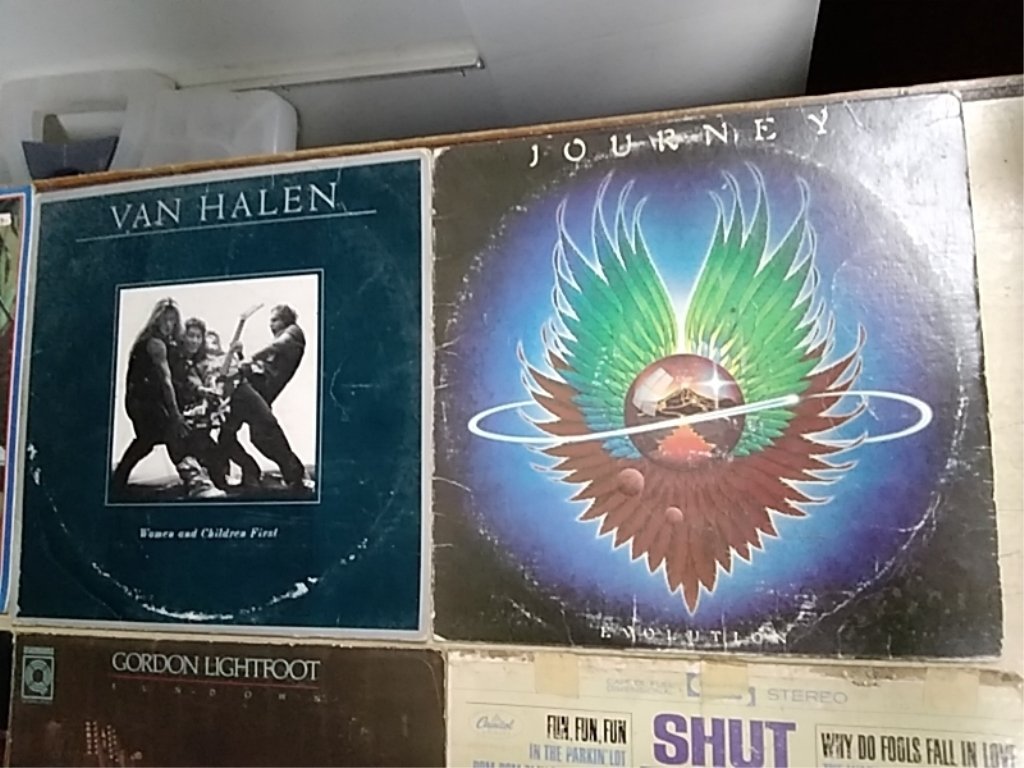 VAN HALEN
Women and Children First
JOURNEY
EVOLUTION
GORDON LIGHTFOOT
SUNDOWN
STEREO
Capitol
FUN, FUN, FUN
IN THE PARKIN' LOT
SHUT
WHY DO FOOLS FALL IN LOVE